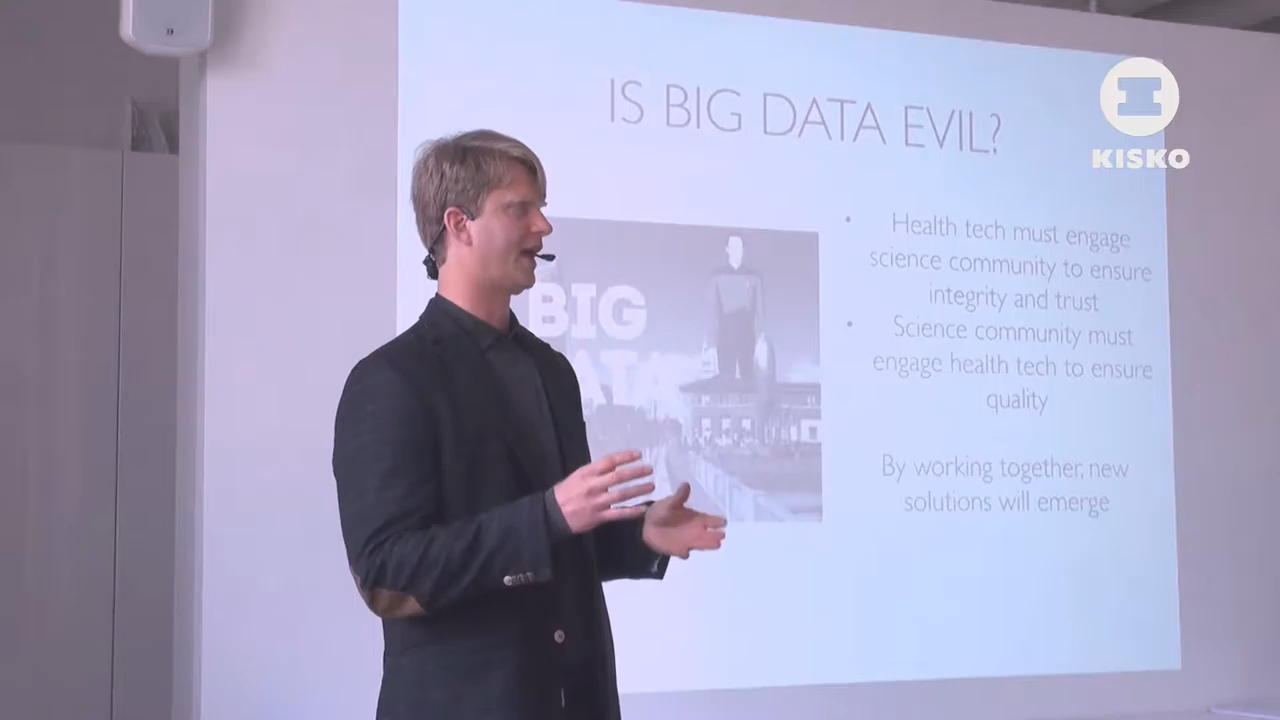 IS BIG DATA EVIL?
KISKO
BIG
• Health tech must engage
science community to ensure
integrity and trust
• Science community must
engage health tech to ensure
quality
By working together, new
solutions will emerge